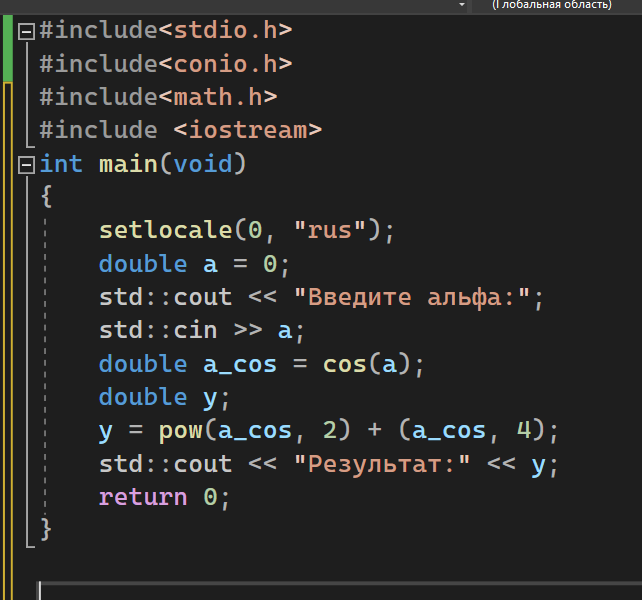 (Глобальная область)
#include<stdio.h>
#include<conio.h>
#include<math.h>
#include <iostream>
int main(void)
{
setlocale(0, "rus");
double a = 0;
std::cout << "Введите альфа:";
std::cin >> a;
double a_cos = cos(a);
double y;
y = pow(a_cos, 2) + (a_cos, 4);
std::cout << "Результат:" << y;
return 0;
}